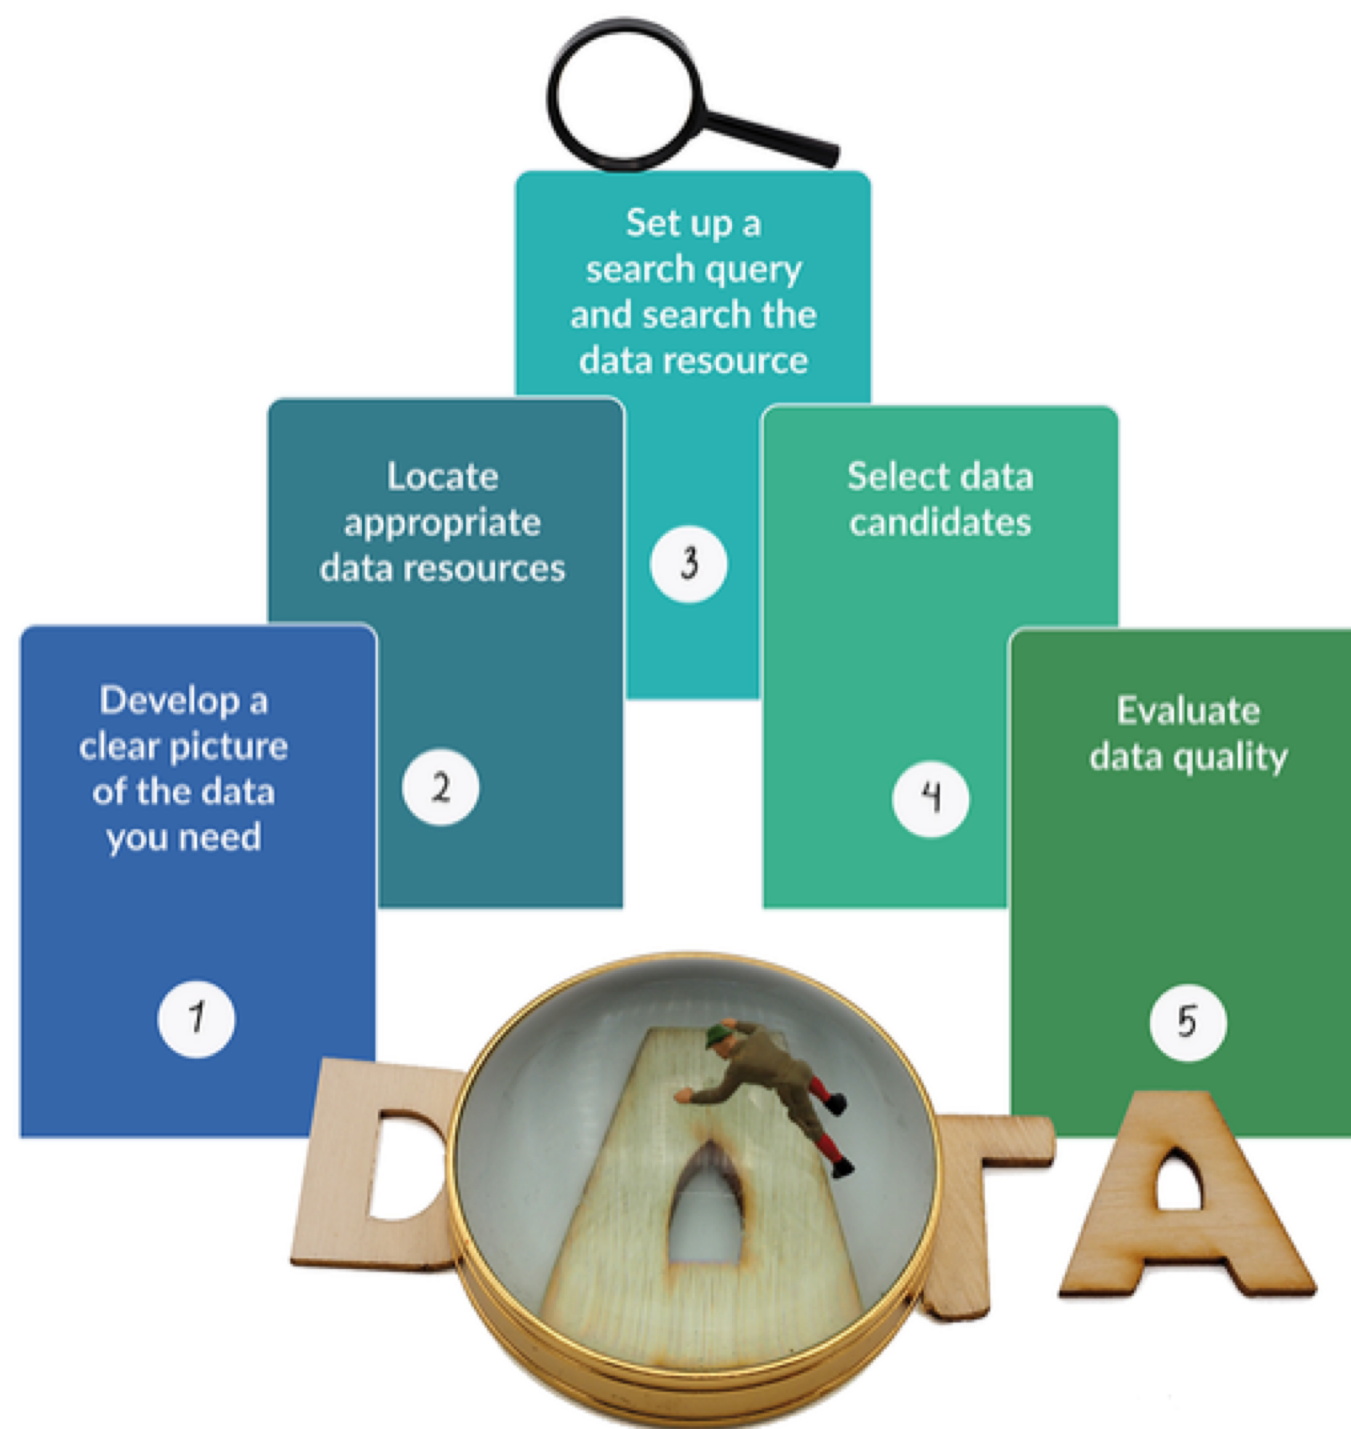 Develop a
clear picture
of the data
you need
1
Locate
appropriate
data resources
2
Set up a
search query
and search the
data resource
3
Select data
candidates
4
Evaluate
data quality
5
DATA